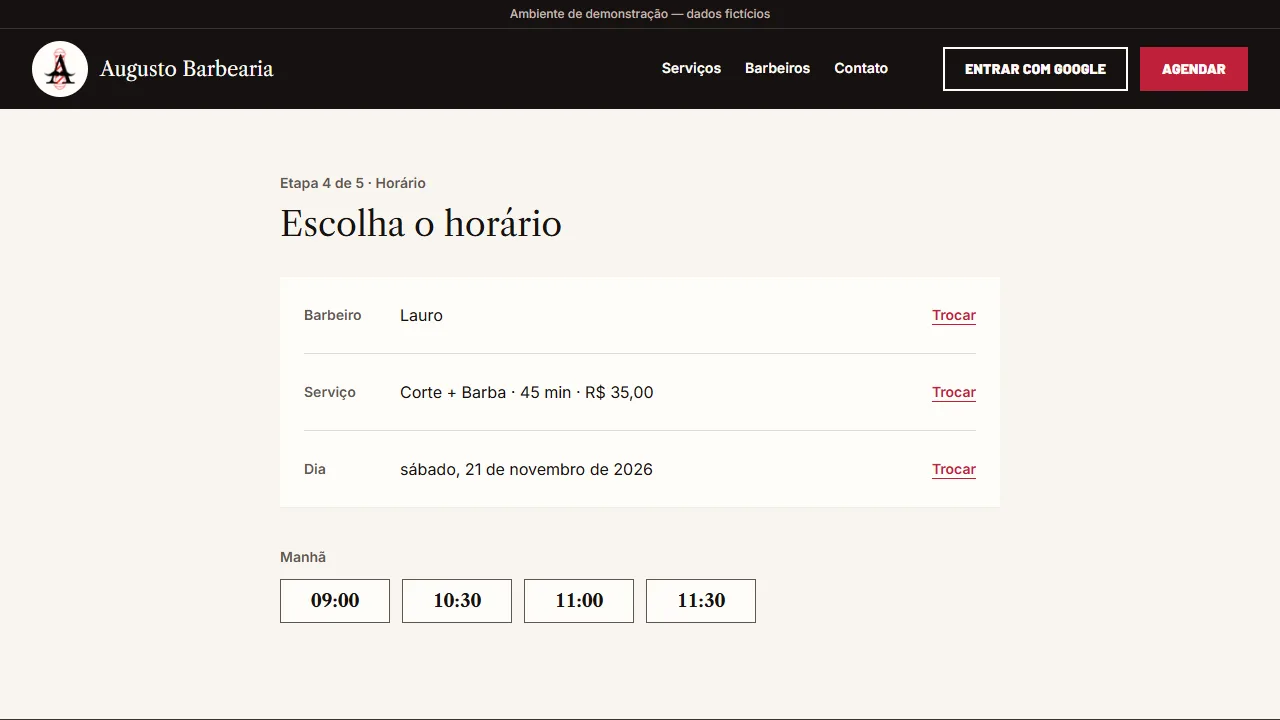 Ambiente de demonstração — dados fictícios
A
Augusto Barbearia
Serviços
Barbeiros
Contato
ENTRAR COM GOOGLE
AGENDAR
Etapa 4 de 5 · Horário
Escolha o horário
Barbeiro Lauro Trocar
Serviço Corte + Barba · 45 min · R$ 35,00 Trocar
Dia sábado, 21 de novembro de 2026 Trocar
Manhã
09:00 10:30 11:00 11:30